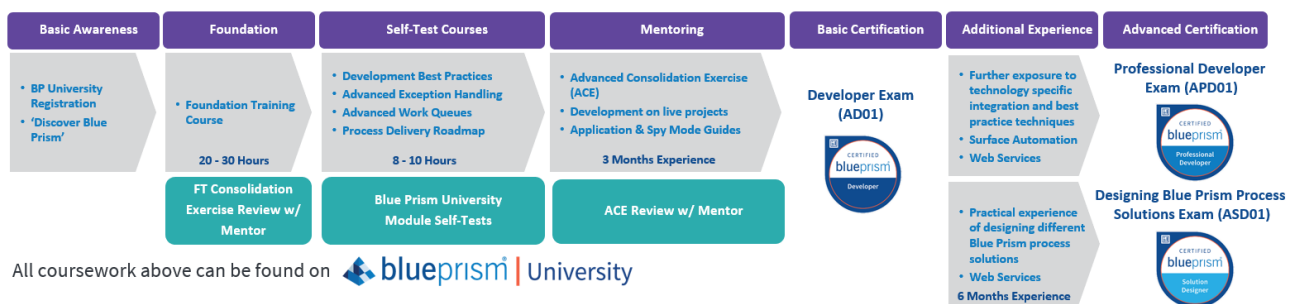 Basic Awareness
Foundation
Self-Test Courses
Mentoring
Basic Certification
Additional Experience
Advanced Certification
• BP University
Registration
• ‘Discover Blue
Prism’
• Foundation Training
Course
20 - 30 Hours
FT Consolidation
Exercise Review w/
Mentor
• Development Best Practices
• Advanced Exception Handling
• Advanced Work Queues
• Process Delivery Roadmap
8 - 10 Hours
Blue Prism University
Module Self-Tests
• Advanced Consolidation Exercise
(ACE)
• Development on live projects
• Application & Spy Mode Guides
3 Months Experience
ACE Review w/ Mentor
Developer Exam
(AD01)
CERTIFIED
blueprism
Developer
• Further exposure to
technology specific
integration and best
practice techniques
• Surface Automation
• Web Services
Professional Developer
Exam (APD01)
CERTIFIED
blueprism
Professional
Developer
• Practical experience
of designing different
Blue Prism process
solutions
• Web Services
6 Months Experience
Designing Blue Prism Process
Solutions Exam (ASD01)
CERTIFIED
blueprism
Solution
Designer
All coursework above can be found on blueprism | University